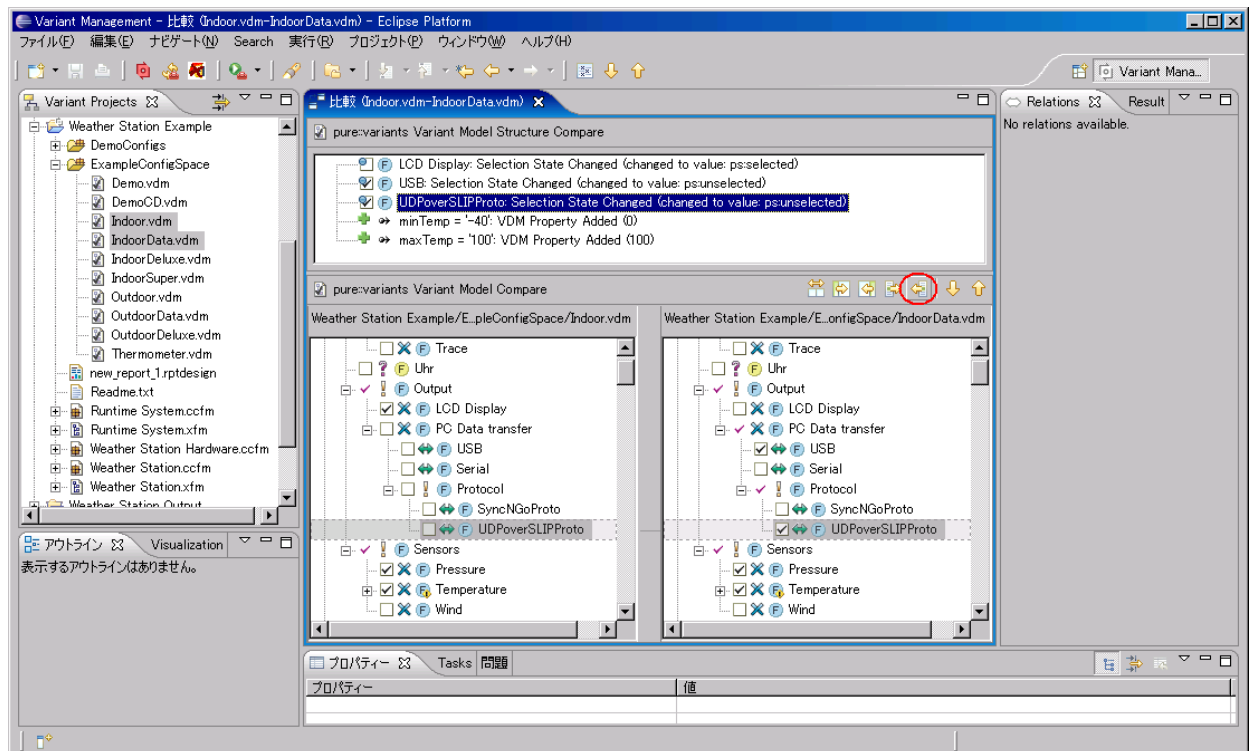 Variant Management - 比較 (Indoor.vdm-IndoorData.vdm) - Eclipse Platform
ファイル(F) 編集(E) ナビゲート(N) Search 実行(R) プロジェクト(P) ウィンドウ(W) ヘルプ(H)
Variant Mana...
Variant Projects
Weather Station Example
DemoConfigs
ExampleConfigSpace
Demo.vdm
DemoCD.vdm
Indoor.vdm
IndoorData.vdm
IndoorDeluxe.vdm
IndoorSuper.vdm
Outdoor.vdm
OutdoorData.vdm
OutdoorDeluxe.vdm
Thermometer.vdm
new_report_1.rptdesign
Readme.txt
Runtime System.ccfm
Runtime System.xfm
Weather Station Hardware.ccfm
Weather Station.ccfm
Weather Station.xfm
Weather Station Output
アウトライン Visualization
表示するアウトラインはありません。
比較 (Indoor.vdm-IndoorData.vdm)
pure::variants Variant Model Structure Compare
LCD Display: Selection State Changed (changed to value: ps:selected)
USB: Selection State Changed (changed to value: ps:unselected)
UDPoverSLIPProto: Selection State Changed (changed to value: ps:unselected)
minTemp = '-40': VDM Property Added (0)
maxTemp = '100': VDM Property Added (100)
pure::variants Variant Model Compare
Weather Station Example/E...pleConfigSpace/Indoor.vdm
Trace
? F Uhr
Output
LCD Display
PC Data transfer
USB
Serial
Protocol
SyncNGoProto
UDPoverSLIPProto
Sensors
Pressure
Temperature
Wind
Weather Station Example/E...onfigSpace/IndoorData.vdm
Trace
? F Uhr
Output
LCD Display
PC Data transfer
USB
Serial
Protocol
SyncNGoProto
UDPoverSLIPProto
Sensors
Pressure
Temperature
Wind
Relations Result
No relations available.
プロパティー Tasks 問題
プロパティー 値